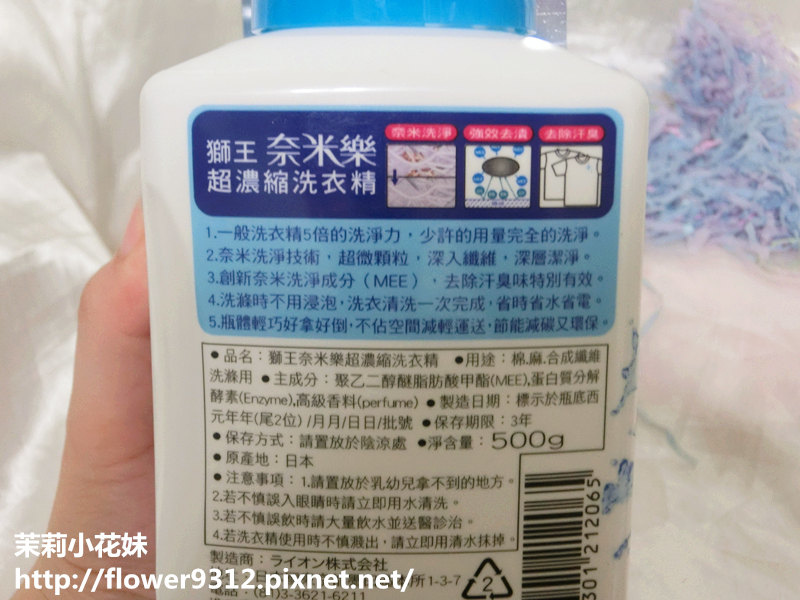 奈米洗淨 強效去漬 去除汗臭
獅王 奈米樂
超濃縮洗衣精
1.一般洗衣精5倍的洗淨力，少許的用量完全的洗淨。
2.奈米洗淨技術，超微顆粒，深入纖維，深層潔淨。
3.創新奈米洗淨成分（MEE），去除汗臭味特別有效。
4.洗滌時不用浸泡，洗衣清洗一次完成，省時省水省電。
5.瓶體輕巧好拿好倒，不佔空間減輕運送，節能減碳又環保。
●品名：獅王奈米樂超濃縮洗衣精 ●用途：棉.麻.合成纖維
洗滌用 ●主成分：聚乙二醇醚脂肪酸甲酯(MEE),蛋白質分解
酵素(Enzyme),高級香料(perfume) ●製造日期：標示於瓶底西
元年年(尾2位)/月月/日日/批號 ●保存期限：3年
●保存方式：請置放於陰涼處 ●淨含量：500g
●原產地：日本
●注意事項：1.請置放於乳幼兒拿不到的地方。
2.若不慎誤入眼睛時請立即用水清洗。
3.若不慎誤飲時請大量飲水並送醫診治。
4.若洗衣精使用時不慎濺出，請立即用清水抹掉。
製造商：ライオン株式会社
所1-3-7
電話：(81)3-3621-6211
2
301212065
茉莉小花妹
http://flower9312.pixnet.net/